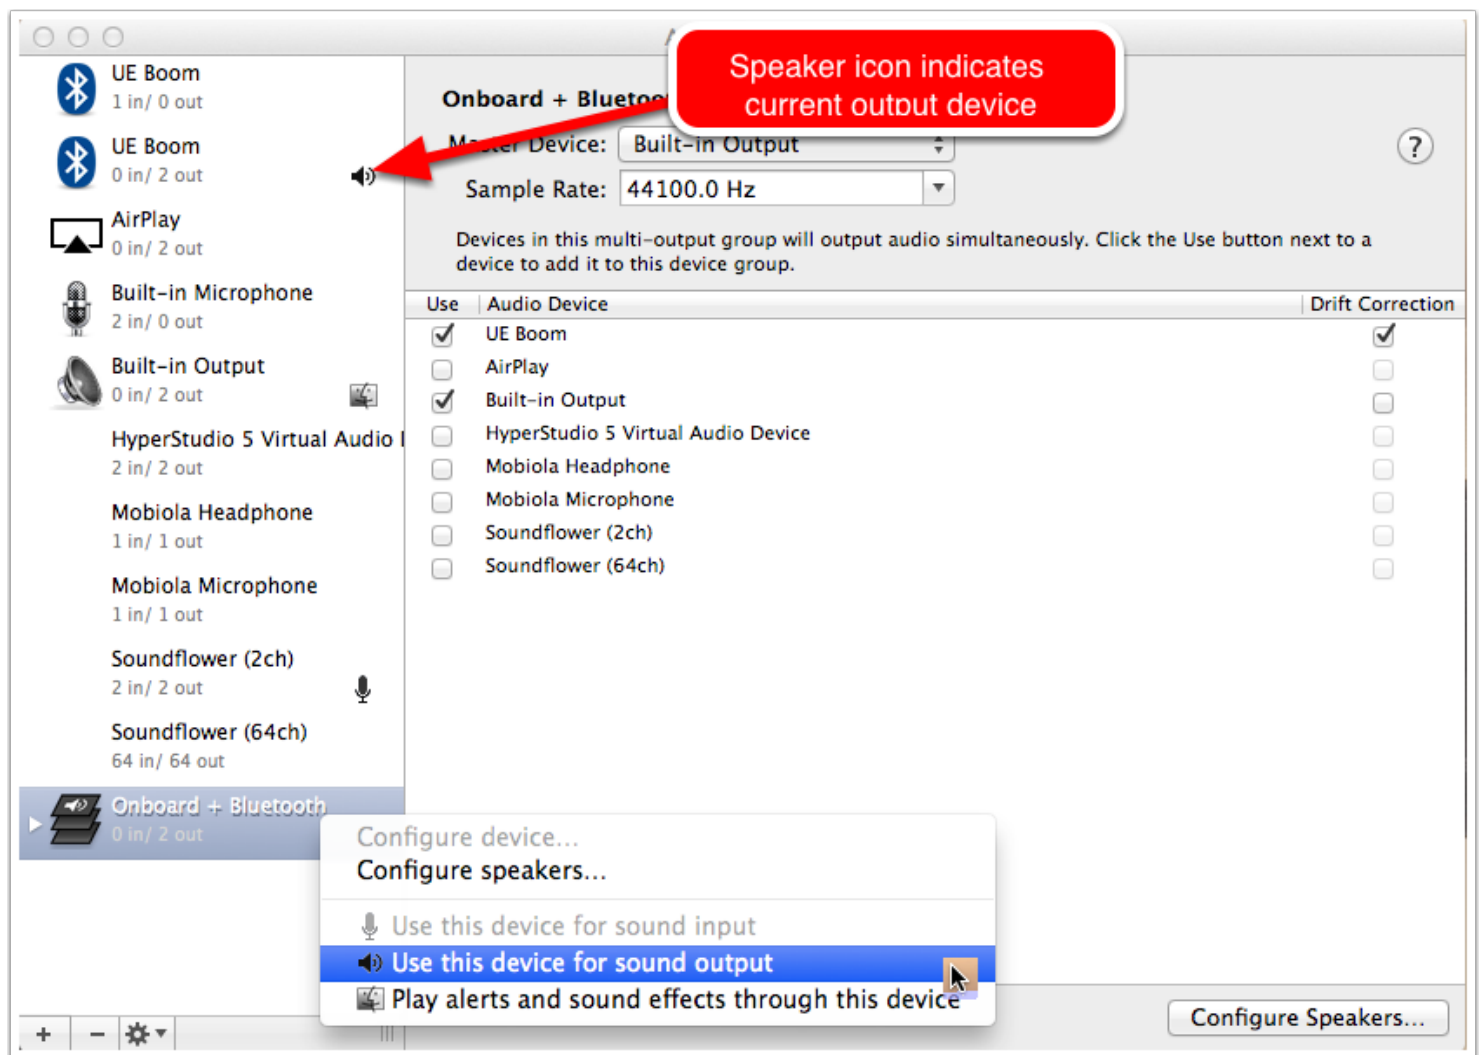 UE Boom
1 in/ 0 out
UE Boom
0 in/ 2 out
AirPlay
0 in/ 2 out
Built-in Microphone
2 in/ 0 out
Built-in Output
0 in/ 2 out
HyperStudio 5 Virtual Audio
2 in/ 2 out
Mobiola Headphone
1 in/ 1 out
Mobiola Microphone
1 in/ 1 out
Soundflower (2ch)
2 in/ 2 out
Soundflower (64ch)
64 in/ 64 out
Onboard + Bluetooth
0 in/ 2 out
Speaker icon indicates
current output device
Onboard + Bluetoo
Master Device: Built-in Output
?
Sample Rate: 44100.0 Hz
Devices in this multi-output group will output audio simultaneously. Click the Use button next to a
device to add it to this device group.
Use Audio Device Drift Correction
UE Boom
AirPlay
Built-in Output
HyperStudio 5 Virtual Audio Device
Mobiola Headphone
Mobiola Microphone
Soundflower (2ch)
Soundflower (64ch)
Configure device...
Configure speakers...
Use this device for sound input
Use this device for sound output
Play alerts and sound effects through this device
Configure Speakers...